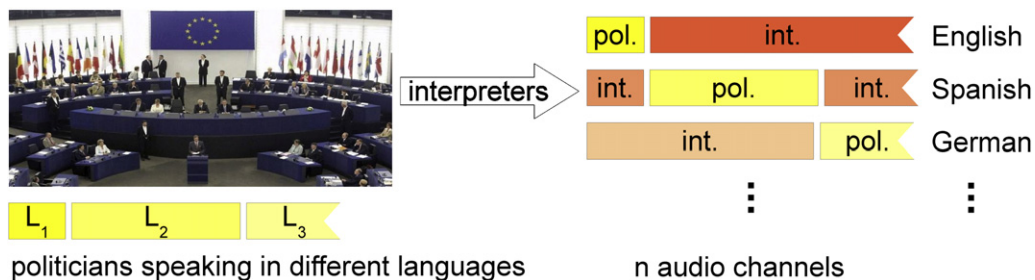 pol. int. English
interpreters int. pol. int. Spanish
int. pol. German
L1 L2 L3
politicians speaking in different languages n audio channels